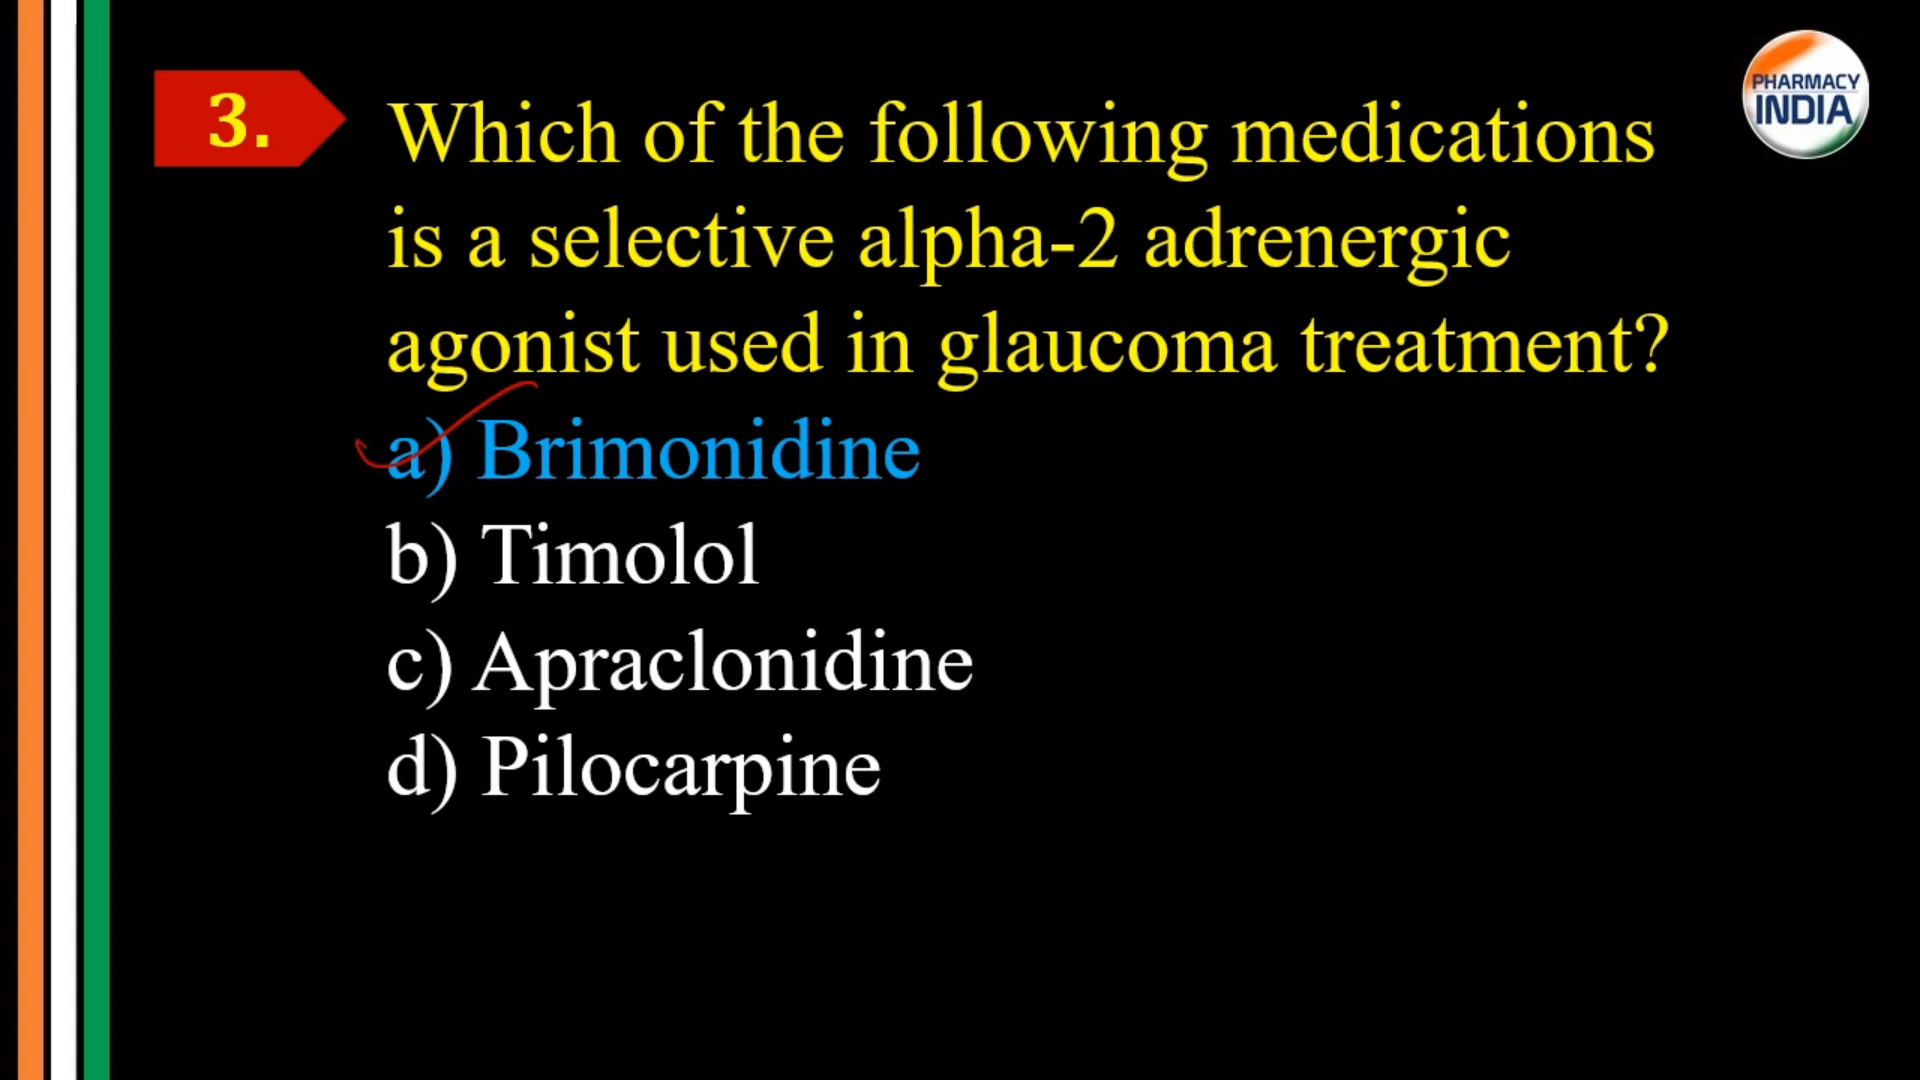 3.
PHARMACY
INDIA
Which of the following medications
is a selective alpha-2 adrenergic
agonist used in glaucoma treatment?
a) Brimonidine
b) Timolol
c) Apraclonidine
d) Pilocarpine